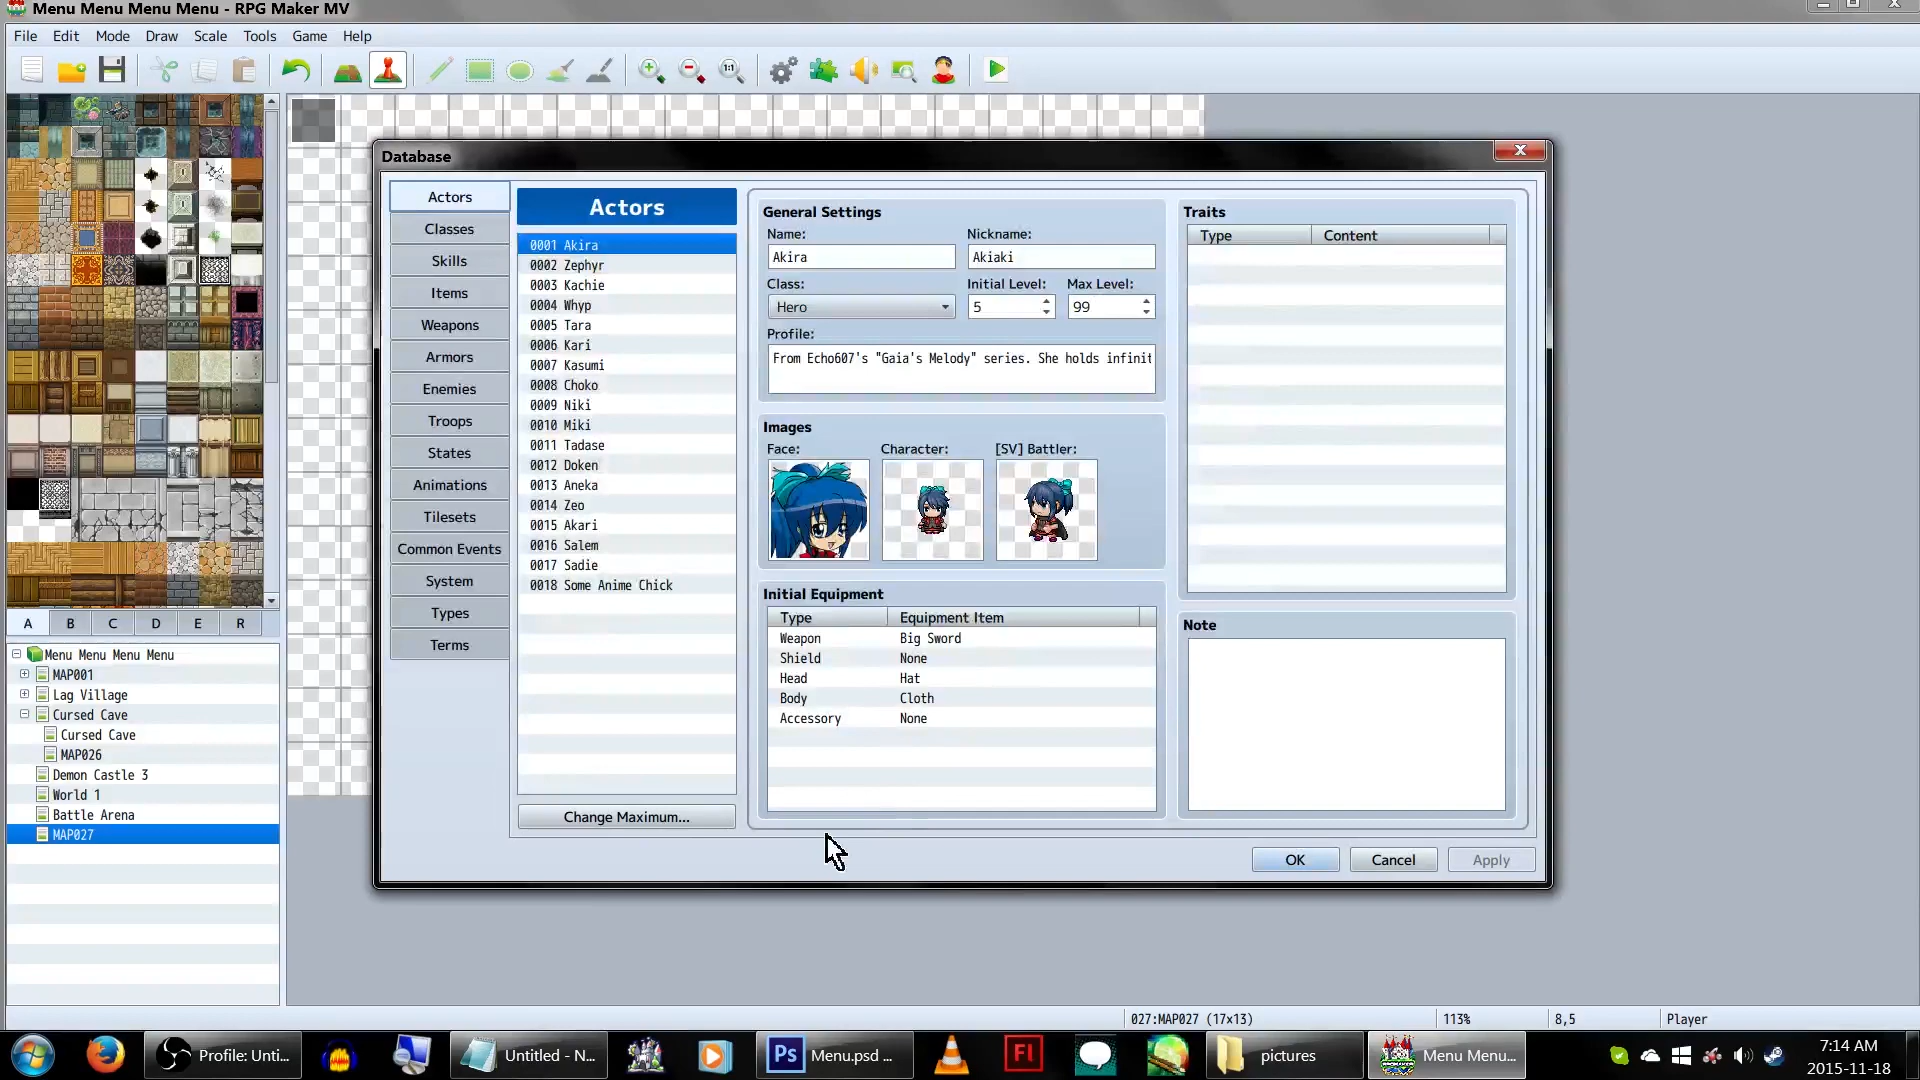 Menu Menu Menu Menu - RPG Maker MV
File Edit Mode Draw Scale Tools Game Help
1:1
Database
Actors
Classes
Skills
Items
Weapons
Armors
Enemies
Troops
States
Animations
Tilesets
Common Events
System
Types
Terms
Actors
0001 Akira
0002 Zephyr
0003 Kachie
0004 Whyp
0005 Tara
0006 Kari
0007 Kasumi
0008 Choko
0009 Niki
0010 Miki
0011 Tadase
0012 Doken
0013 Aneka
0014 Zeo
0015 Akari
0016 Salem
0017 Sadie
0018 Some Anime Chick
Change Maximum...
General Settings
Name: Nickname:
Akira Akiaki
Class: Initial Level: Max Level:
Hero 5 99
Profile:
From Echo607's "Gaia's Melody" series. She holds infinit
Images
Face: Character: [SV] Battler:
Initial Equipment
Type Equipment Item
Weapon Big Sword
Shield None
Head Hat
Body Cloth
Accessory None
Traits
Type Content
Note
OK Cancel Apply
A B C D E R
Menu Menu Menu Menu
MAP001
Lag Village
Cursed Cave
Cursed Cave
MAP026
Demon Castle 3
World 1
Battle Arena
MAP027
027:MAP027 (17x13) 113% 8,5 Player
Profile: Unti... Untitled - N... Ps Menu.psd ... Fl pictures Menu Menu...
7:14 AM
2015-11-18